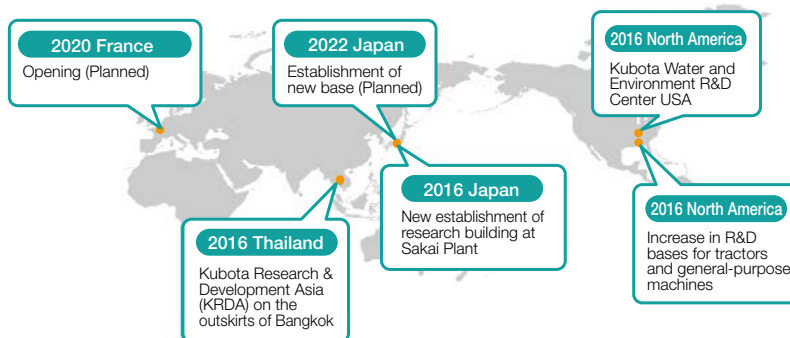 2020 France
Opening (Planned)
2022 Japan
Establishment of
new base (Planned)
2016 North America
Kubota Water and
Environment R&D
Center USA
2016 Thailand
Kubota Research &
Development Asia
(KRDA) on the
outskirts of Bangkok
2016 Japan
New establishment of
research building at
Sakai Plant
2016 North America
Increase in R&D
bases for tractors
and general-purpose
machines